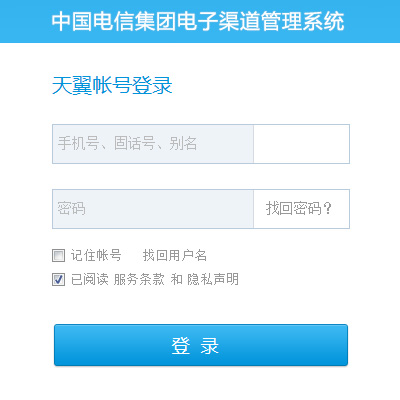 中国电信集团电子渠道管理系统
天翼帐号登录
手机号、固话号、别名
密码 找回密码？
记住帐号 找回用户名
已阅读 服务条款 和 隐私声明
登 录